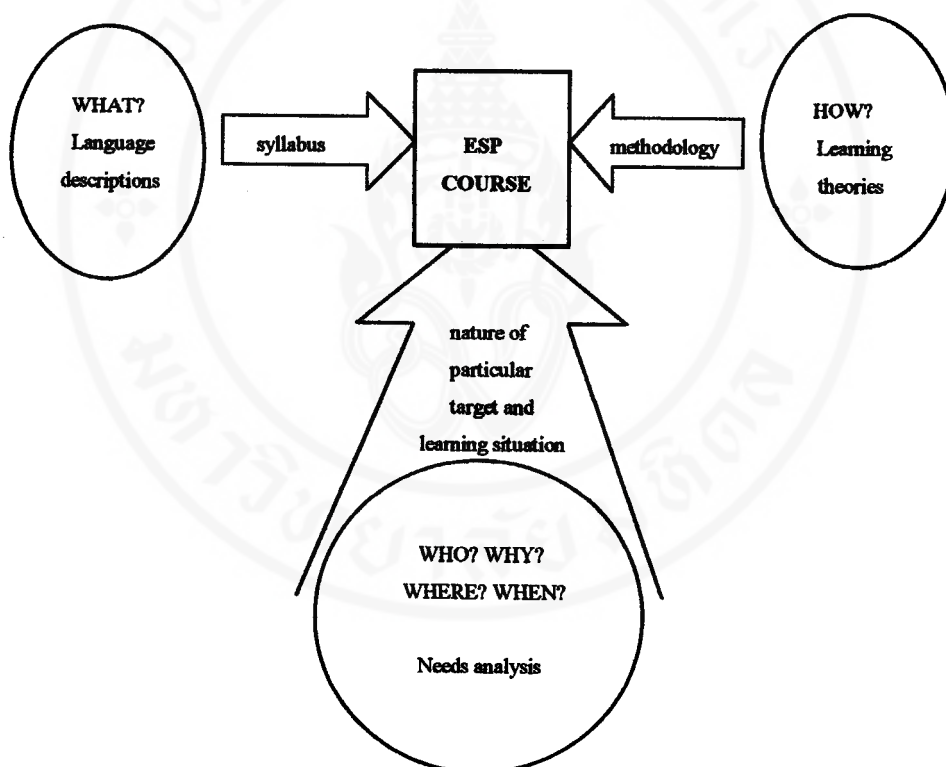 WHAT?
Language
descriptions
syllabus
ESP
COURSE
methodology
HOW?
Learning
theories
nature of
particular
target and
learning situation
WHO? WHY?
WHERE? WHEN?
Needs analysis